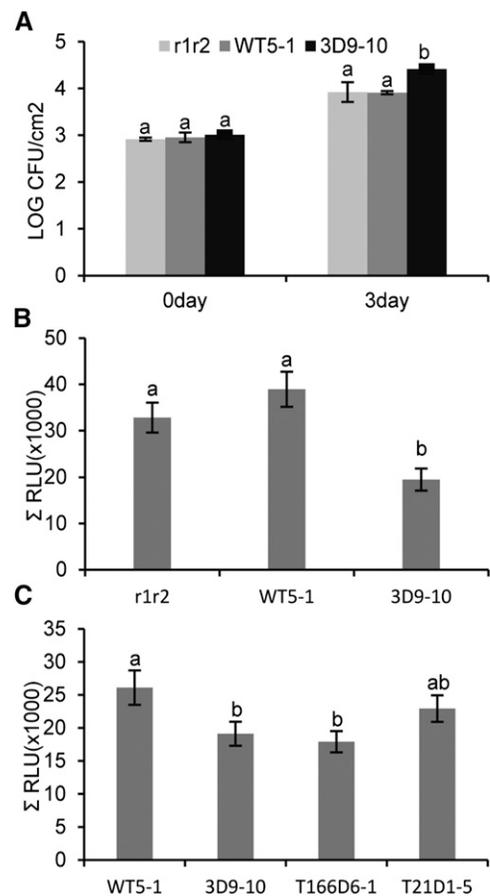 A
r1r2 WT5-1 3D9-10
LOG CFU/cm2
5
4
3
2
1
0
a a a
a a b
0day 3day
B
Σ RLU(x1000)
50
40
30
20
10
0
a a b
r1r2 WT5-1 3D9-10
C
Σ RLU(x1000)
35
30
25
20
15
10
5
0
a b b ab
WT5-1 3D9-10 T166D6-1 T21D1-5